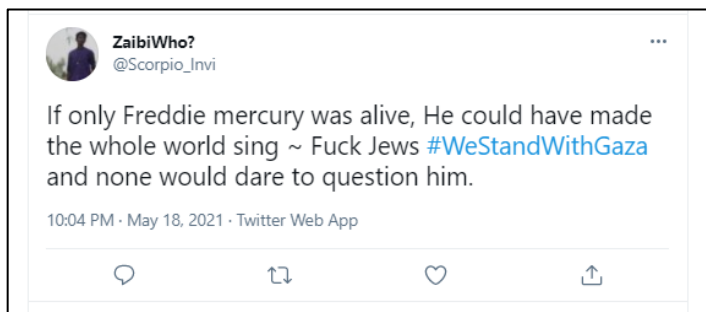 ZaibiWho?
@Scorpio_Invi
If only Freddie mercury was alive, He could have made
the whole world sing ~ Fuck Jews #WeStandWithGaza
and none would dare to question him.
10:04 PM · May 18, 2021 · Twitter Web App